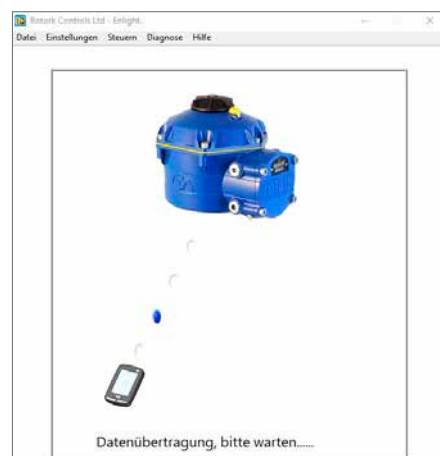 Rotork Controls Ltd - Enlight.
Datei Einstellungen Steuern Diagnose Hilfe
Datenübertragung, bitte warten......